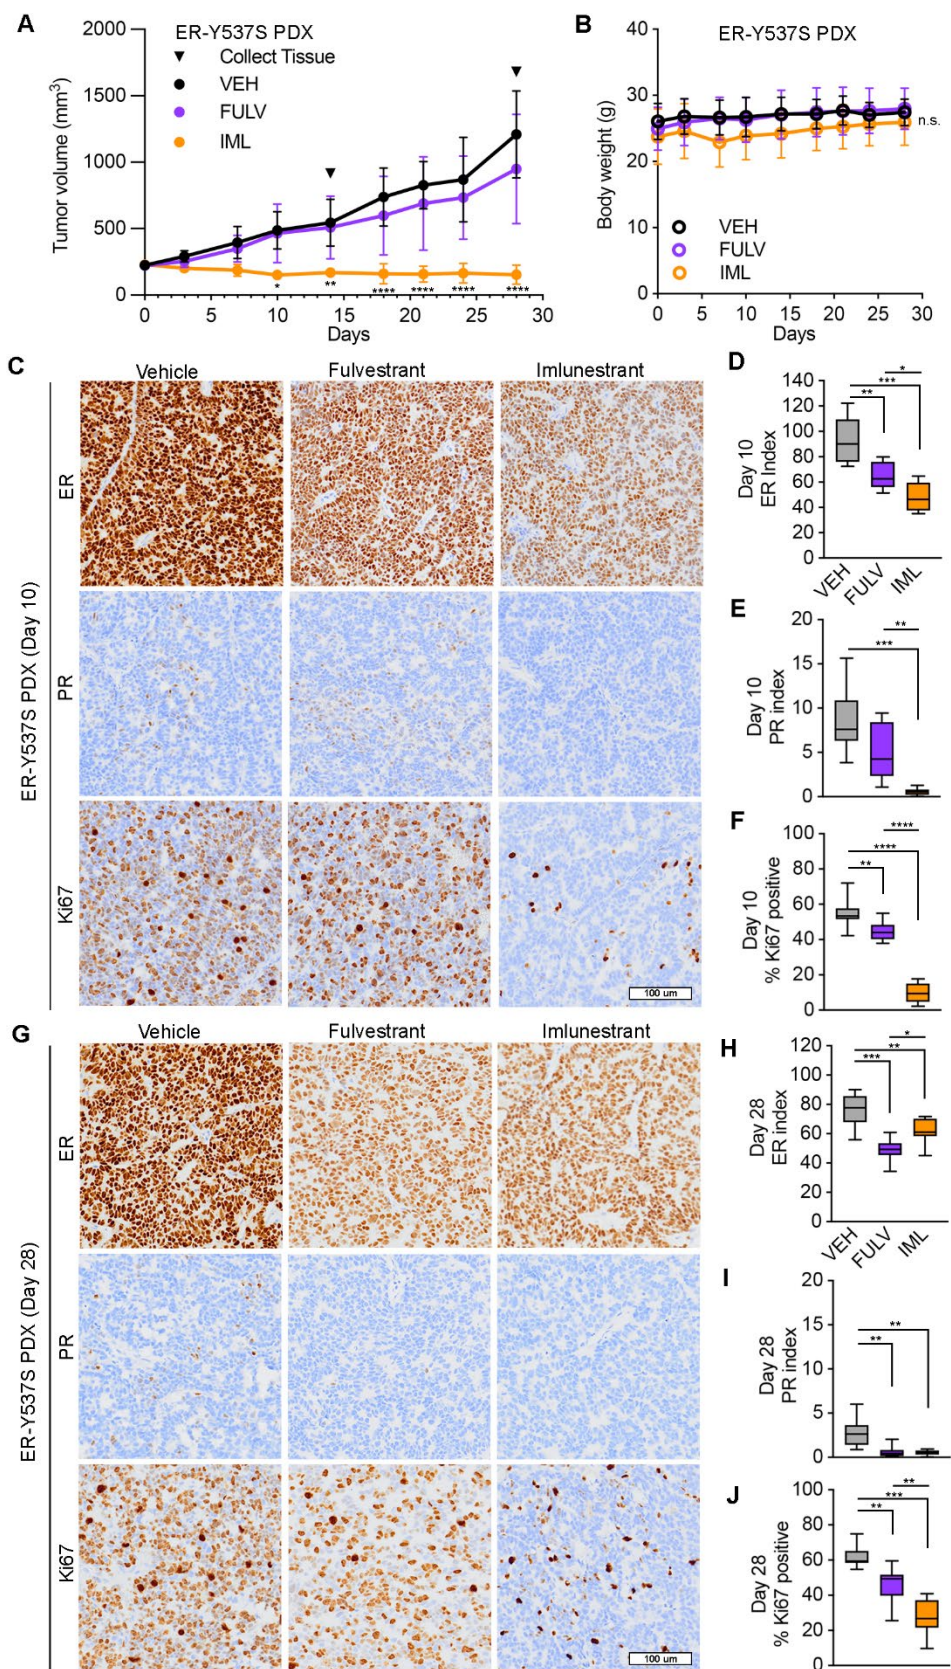 A
ER-Y537S PDX
Collect Tissue
VEH
FULV
IML
Tumor volume (mm³)
2000
1500
1000
500
0
* ** **** **** **** ****
0 5 10 15 20 25 30
Days
B
ER-Y537S PDX
Body weight (g)
40
30
20
10
0
n.s.
VEH
FULV
IML
0 5 10 15 20 25 30
Days
C
Vehicle Fulvestrant Imlunestrant
ER-Y537S PDX (Day 10)
ER
PR
Ki67
100 um
D
Day 10
ER Index
140
120
100
80
60
40
20
0
*
***
**
VEH FULV IML
E
Day 10
PR index
20
15
10
5
0
**
***
F
Day 10
% Ki67 positive
100
80
60
40
20
0
****
****
**
G
Vehicle Fulvestrant Imlunestrant
ER-Y537S PDX (Day 28)
ER
PR
Ki67
100 um
H
Day 28
ER index
120
100
80
60
40
20
0
*
**
***
VEH FULV IML
I
Day 28
PR index
20
15
10
5
0
**
**
J
Day 28
% Ki67 positive
100
80
60
40
20
0
**
***
**